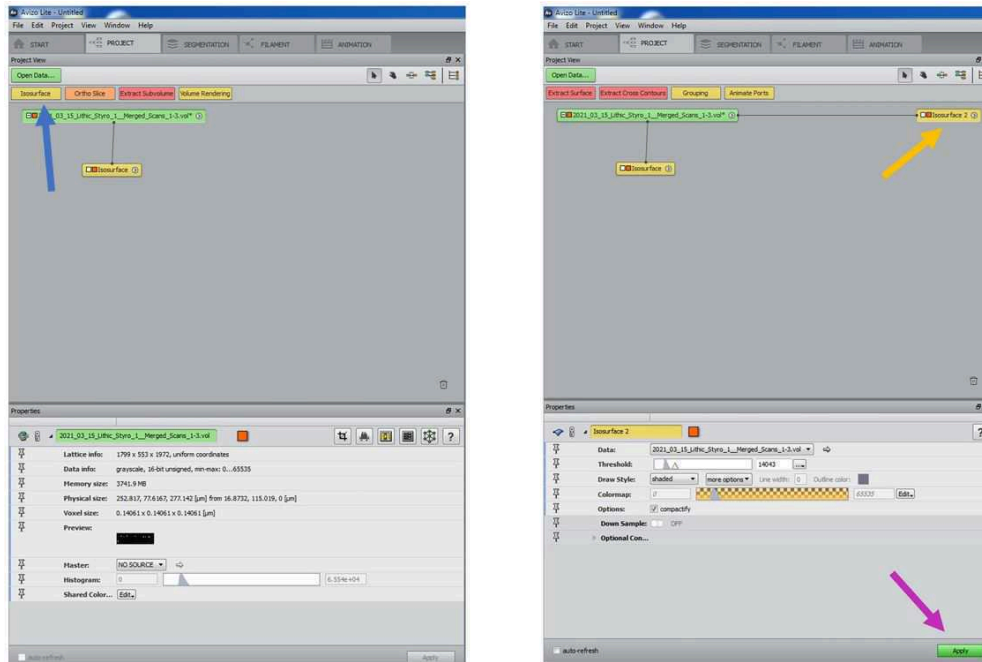 Avizo Lite - Untitled
File Edit Project View Window Help
START PROJECT SEGMENTATION FILAMENT ANIMATION
Project View
Open Data...
Isosurface Ortho Slice Extract Subvolume Volume Rendering
03_15_Lithic_Styro_1__Merged_Scans_1-3.vol*
Isosurface
Properties
2021_03_15_Lithic_Styro_1__Merged_Scans_1-3.vol
Lattice info: 1799 x 553 x 1972, uniform coordinates
Data info: grayscale, 16-bit unsigned, min-max: 0...65535
Memory size: 3741.9 MB
Physical size: 252.817, 77.6167, 277.142 [µm] from 16.8732, 115.019, 0 [µm]
Voxel size: 0.14061 x 0.14061 x 0.14061 [µm]
Preview:
Master: NO SOURCE
Histogram: 0 6.554e+04
Shared Color... Edit
auto-refresh Apply
Avizo Lite - Untitled
File Edit Project View Window Help
START PROJECT SEGMENTATION FILAMENT ANIMATION
Project View
Open Data...
Extract Surface Extract Cross Contours Grouping Animate Ports
2021_03_15_Lithic_Styro_1__Merged_Scans_1-3.vol* Isosurface 2
Isosurface
Properties
Isosurface 2 ?
Data: 2021_03_15_Lithic_Styro_1__Merged_Scans_1-3.vol
Threshold: 14043 ...
Draw Style: shaded more options Line width: 0 Outline color:
Colormap: 0 65535 Edit
Options: compactify
Down Sample: OFF
Optional Con...
auto-refresh Apply